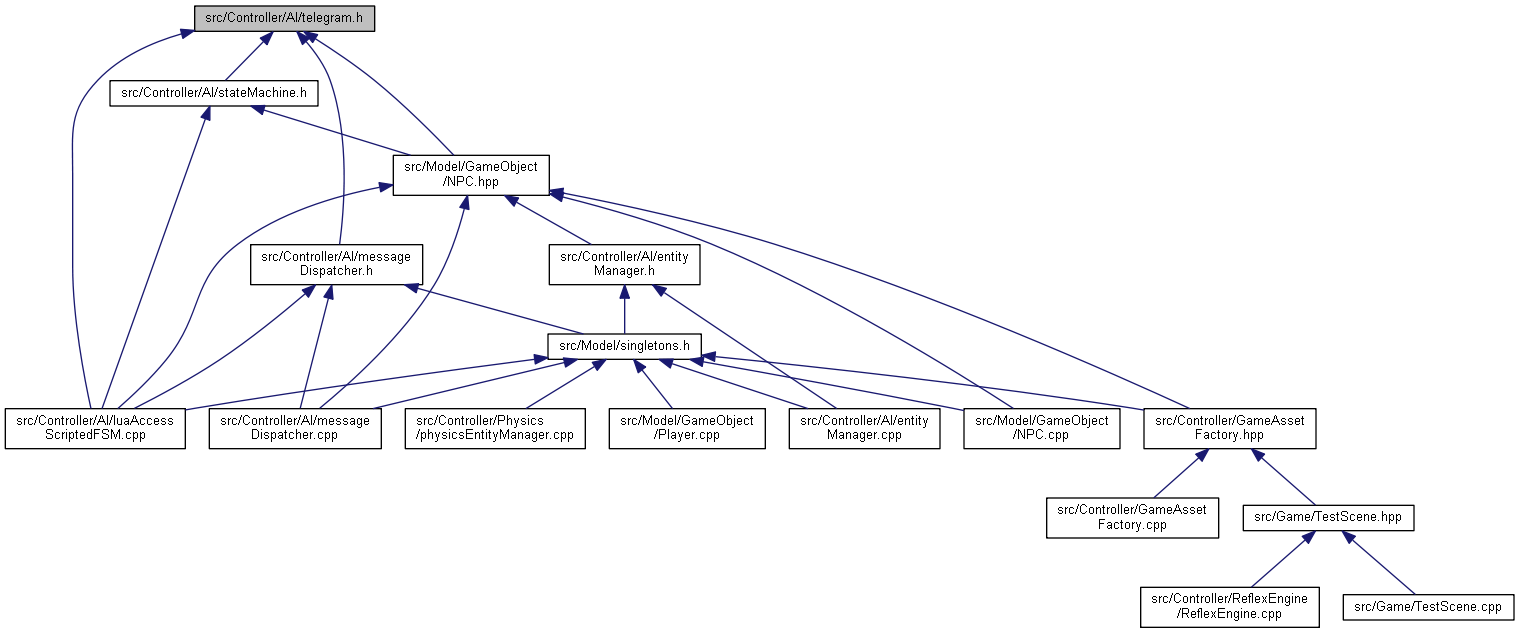 src/Controller/AI/telegram.h
src/Controller/AI/stateMachine.h
src/Model/GameObject
/NPC.hpp
src/Controller/AI/message
Dispatcher.h
src/Controller/AI/entity
Manager.h
src/Model/singletons.h
src/Controller/AI/luaAccess
ScriptedFSM.cpp
src/Controller/AI/message
Dispatcher.cpp
src/Controller/Physics
/physicsEntityManager.cpp
src/Model/GameObject
/Player.cpp
src/Controller/AI/entity
Manager.cpp
src/Model/GameObject
/NPC.cpp
src/Controller/GameAsset
Factory.hpp
src/Controller/GameAsset
Factory.cpp
src/Game/TestScene.hpp
src/Controller/ReflexEngine
/ReflexEngine.cpp
src/Game/TestScene.cpp